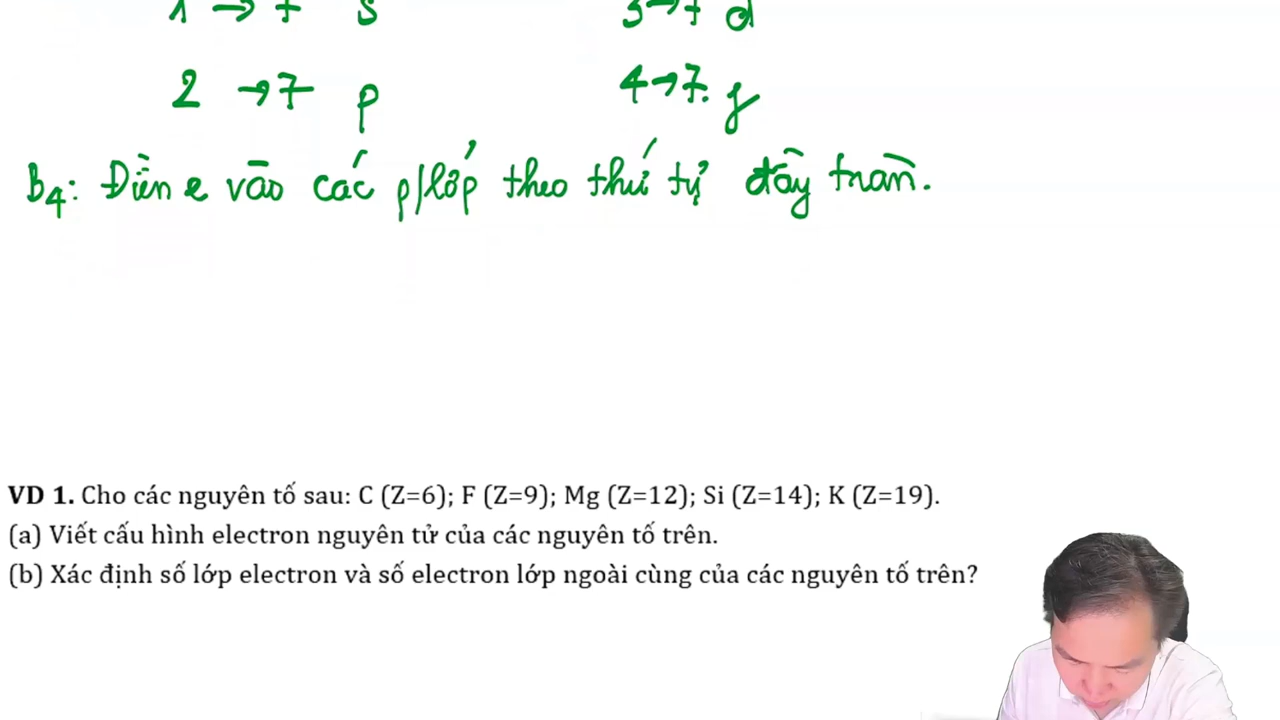 1 → 7 s 3 → 7 d
2 → 7 p 4 → 7. f
b4: Điền e vào các p/lớp theo thứ tự đầy tràn.
VD 1. Cho các nguyên tố sau: C (Z=6); F (Z=9); Mg (Z=12); Si (Z=14); K (Z=19).
(a) Viết cấu hình electron nguyên tử của các nguyên tố trên.
(b) Xác định số lớp electron và số electron lớp ngoài cùng của các nguyên tố trên?